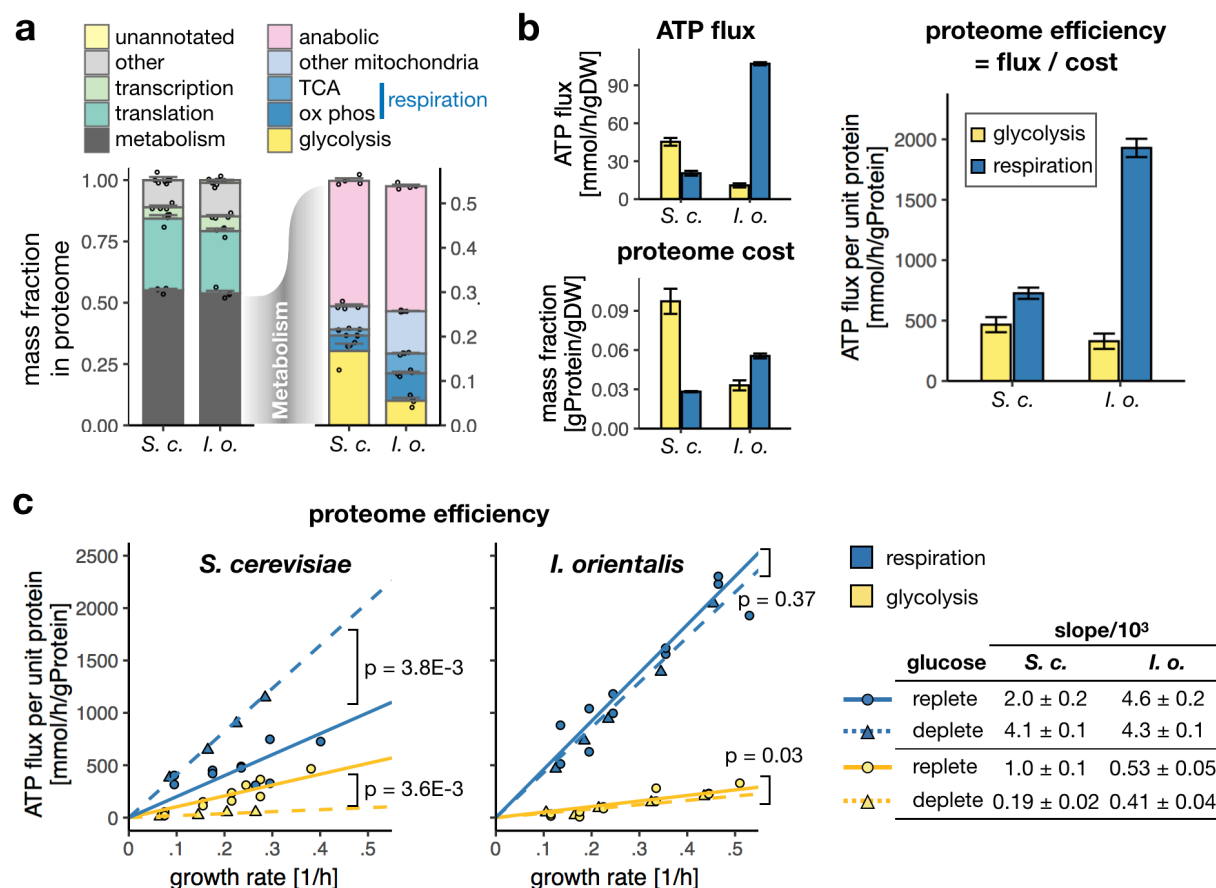 a
unannotated
other
transcription
translation
metabolism
anabolic
other mitochondria
TCA
ox phos
glycolysis
respiration
mass fraction
in proteome
1.00
0.75
0.50
0.25
0.00
S. c.
I. o.
Metabolism
0.5
0.4
0.3
0.2
0.1
0.0
S. c.
I. o.
b
ATP flux
ATP flux
[mmol/h/gDW]
90
60
30
0
S. c.
I. o.
proteome cost
mass fraction
[gProtein/gDW]
0.09
0.06
0.03
0.00
S. c.
I. o.
proteome efficiency
= flux / cost
ATP flux per unit protein
[mmol/h/gProtein]
2000
1500
1000
500
0
glycolysis
respiration
S. c.
I. o.
c
proteome efficiency
ATP flux per unit protein
[mmol/h/gProtein]
2500
2000
1500
1000
500
0
S. cerevisiae
p = 3.8E-3
p = 3.6E-3
0 .1 .2 .3 .4 .5
growth rate [1/h]
I. orientalis
p = 0.37
p = 0.03
0 .1 .2 .3 .4 .5
growth rate [1/h]
respiration
glycolysis
slope/10³
glucose S. c. I. o.
replete 2.0 ± 0.2 4.6 ± 0.2
deplete 4.1 ± 0.1 4.3 ± 0.1
replete 1.0 ± 0.1 0.53 ± 0.05
deplete 0.19 ± 0.02 0.41 ± 0.04